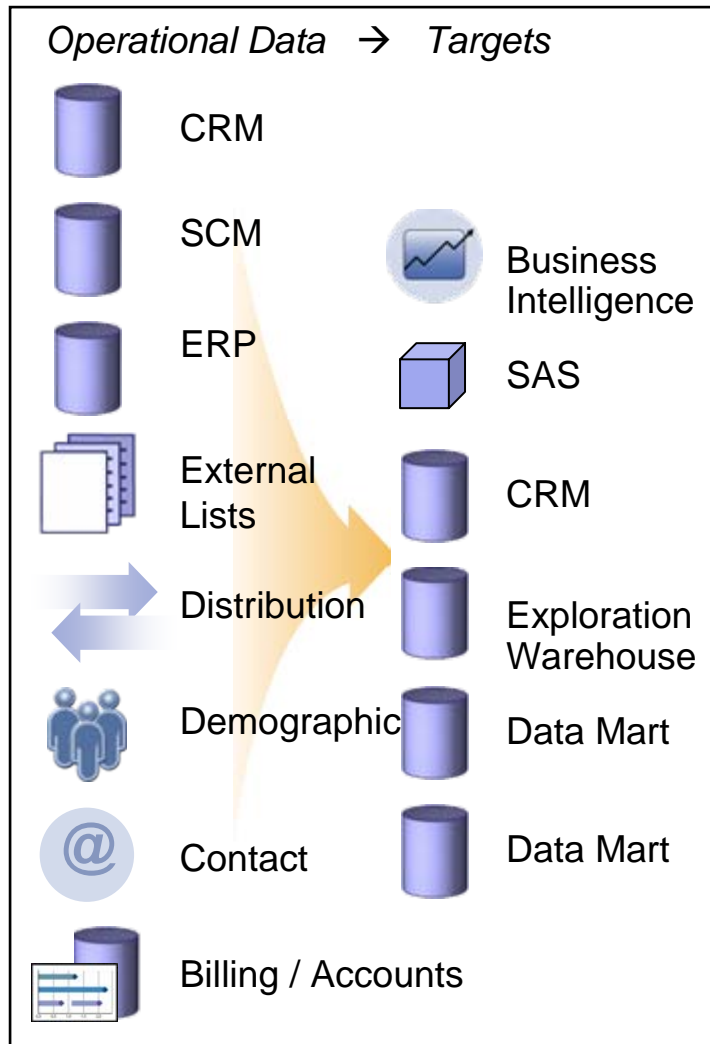 Operational Data → Targets
CRM
SCM
ERP
External
Lists
Distribution
Demographic
@
Contact
Billing / Accounts
Business
Intelligence
SAS
CRM
Exploration
Warehouse
Data Mart
Data Mart